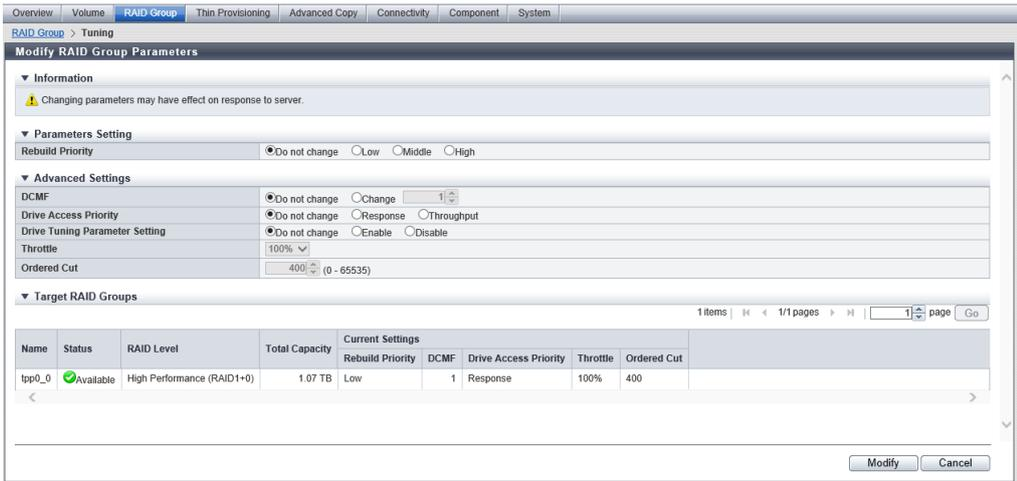 Overview Volume RAID Group Thin Provisioning Advanced Copy Connectivity Component System
RAID Group > Tuning
Modify RAID Group Parameters
Information
Changing parameters may have effect on response to server.
Parameters Setting
Rebuild Priority Do not change Low Middle High
Advanced Settings
DCMF Do not change Change 1
Drive Access Priority Do not change Response Throughput
Drive Tuning Parameter Setting Do not change Enable Disable
Throttle 100%
Ordered Cut 400 (0 - 65535)
Target RAID Groups
1 items 1/1 pages 1 page Go
Name Status RAID Level Total Capacity Current Settings
Rebuild Priority DCMF Drive Access Priority Throttle Ordered Cut
tpp0_0 Available High Performance (RAID1+0) 1.07 TB Low 1 Response 100% 400
Modify Cancel